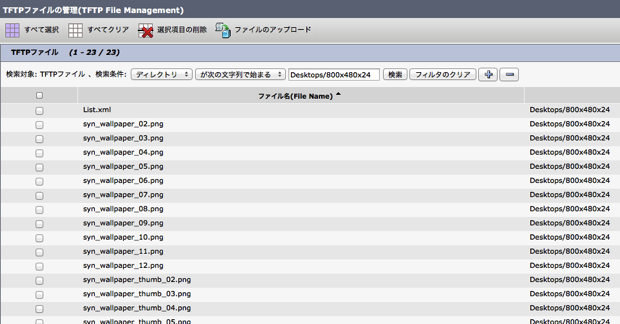 TFTPファイルの管理(TFTP File Management)
すべて選択 すべてクリア 選択項目の削除 ファイルのアップロード
TFTPファイル (1 - 23 / 23)
検索対象: TFTPファイル 、検索条件: ディレクトリ が次の文字列で始まる Desktops/800x480x24 検索 フィルタのクリア
ファイル名(File Name)
List.xml Desktops/800x480x24
syn_wallpaper_02.png Desktops/800x480x24
syn_wallpaper_03.png Desktops/800x480x24
syn_wallpaper_04.png Desktops/800x480x24
syn_wallpaper_05.png Desktops/800x480x24
syn_wallpaper_06.png Desktops/800x480x24
syn_wallpaper_07.png Desktops/800x480x24
syn_wallpaper_08.png Desktops/800x480x24
syn_wallpaper_09.png Desktops/800x480x24
syn_wallpaper_10.png Desktops/800x480x24
syn_wallpaper_11.png Desktops/800x480x24
syn_wallpaper_12.png Desktops/800x480x24
syn_wallpaper_thumb_02.png Desktops/800x480x24
syn_wallpaper_thumb_03.png Desktops/800x480x24
syn_wallpaper_thumb_04.png Desktops/800x480x24
syn_wallpaper_thumb_05.png Desktops/800x480x24